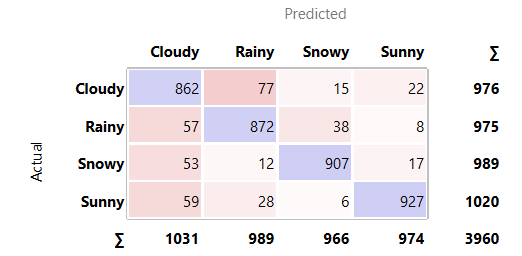 Predicted
Cloudy Rainy Snowy Sunny ∑
Cloudy 862 77 15 22 976
Rainy 57 872 38 8 975
Snowy 53 12 907 17 989
Sunny 59 28 6 927 1020
∑ 1031 989 966 974 3960
Actual